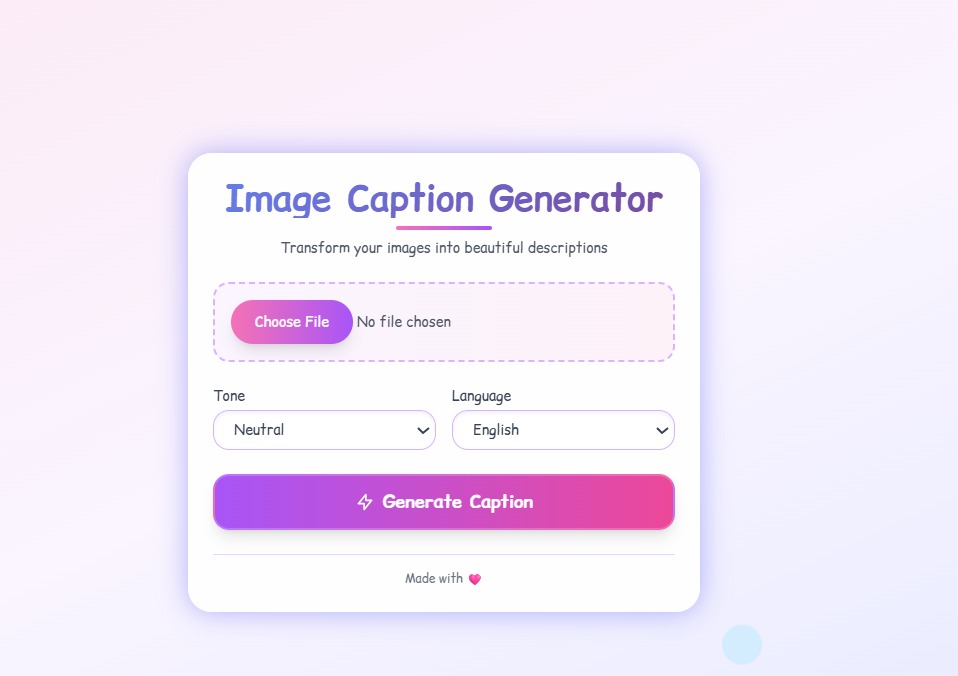 Image Caption Generator
Transform your images into beautiful descriptions
Choose File No file chosen
Tone Language
Neutral English
Generate Caption
Made with